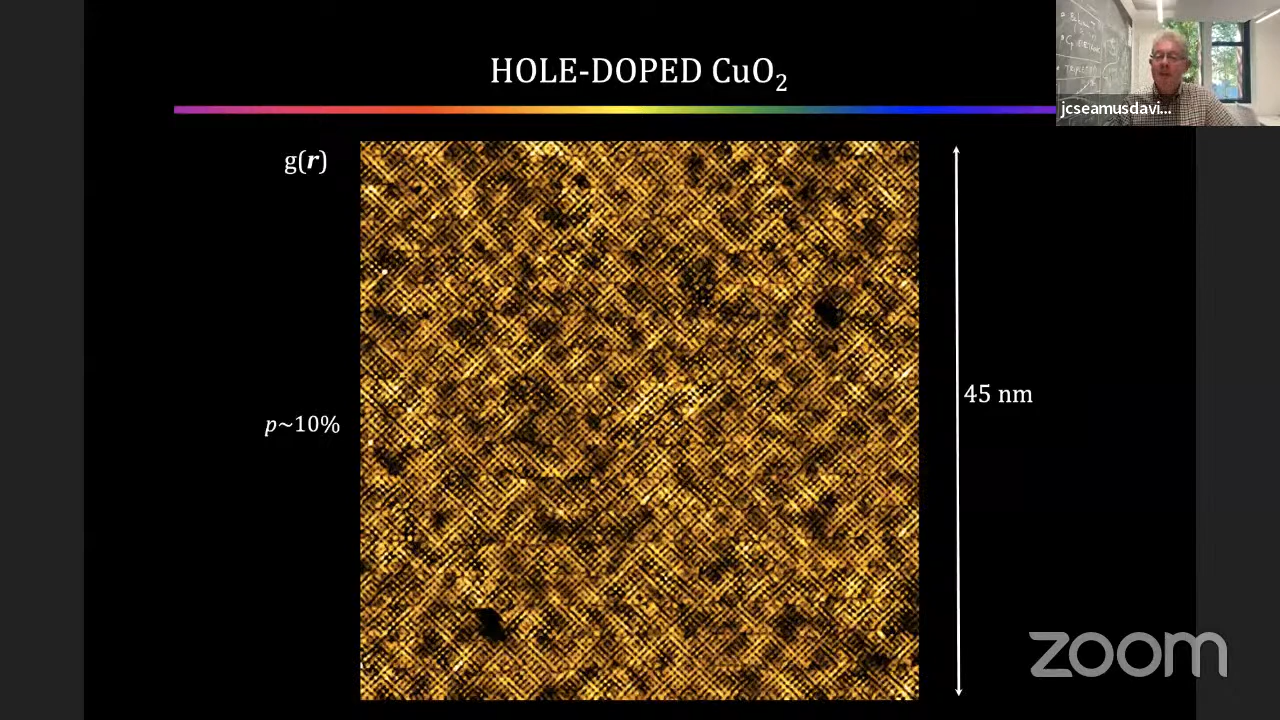 HOLE-DOPED CuO₂
jcseamusdavi...
g(r)
45 nm
p~10%
zoom